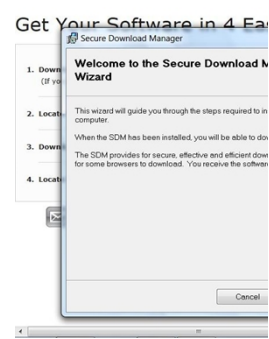 Get Your Software in 4 Ea
Secure Download Manager
Welcome to the Secure Download M
Wizard
1. Down
(If yo
This wizard will guide you through the steps required to in
computer.
2. Locat
When the SDM has been installed, you will be able to dov
3. Down
The SDM provides for secure, effective and efficient dow
for some browsers to download. You receive the software
4. Locat
Cancel